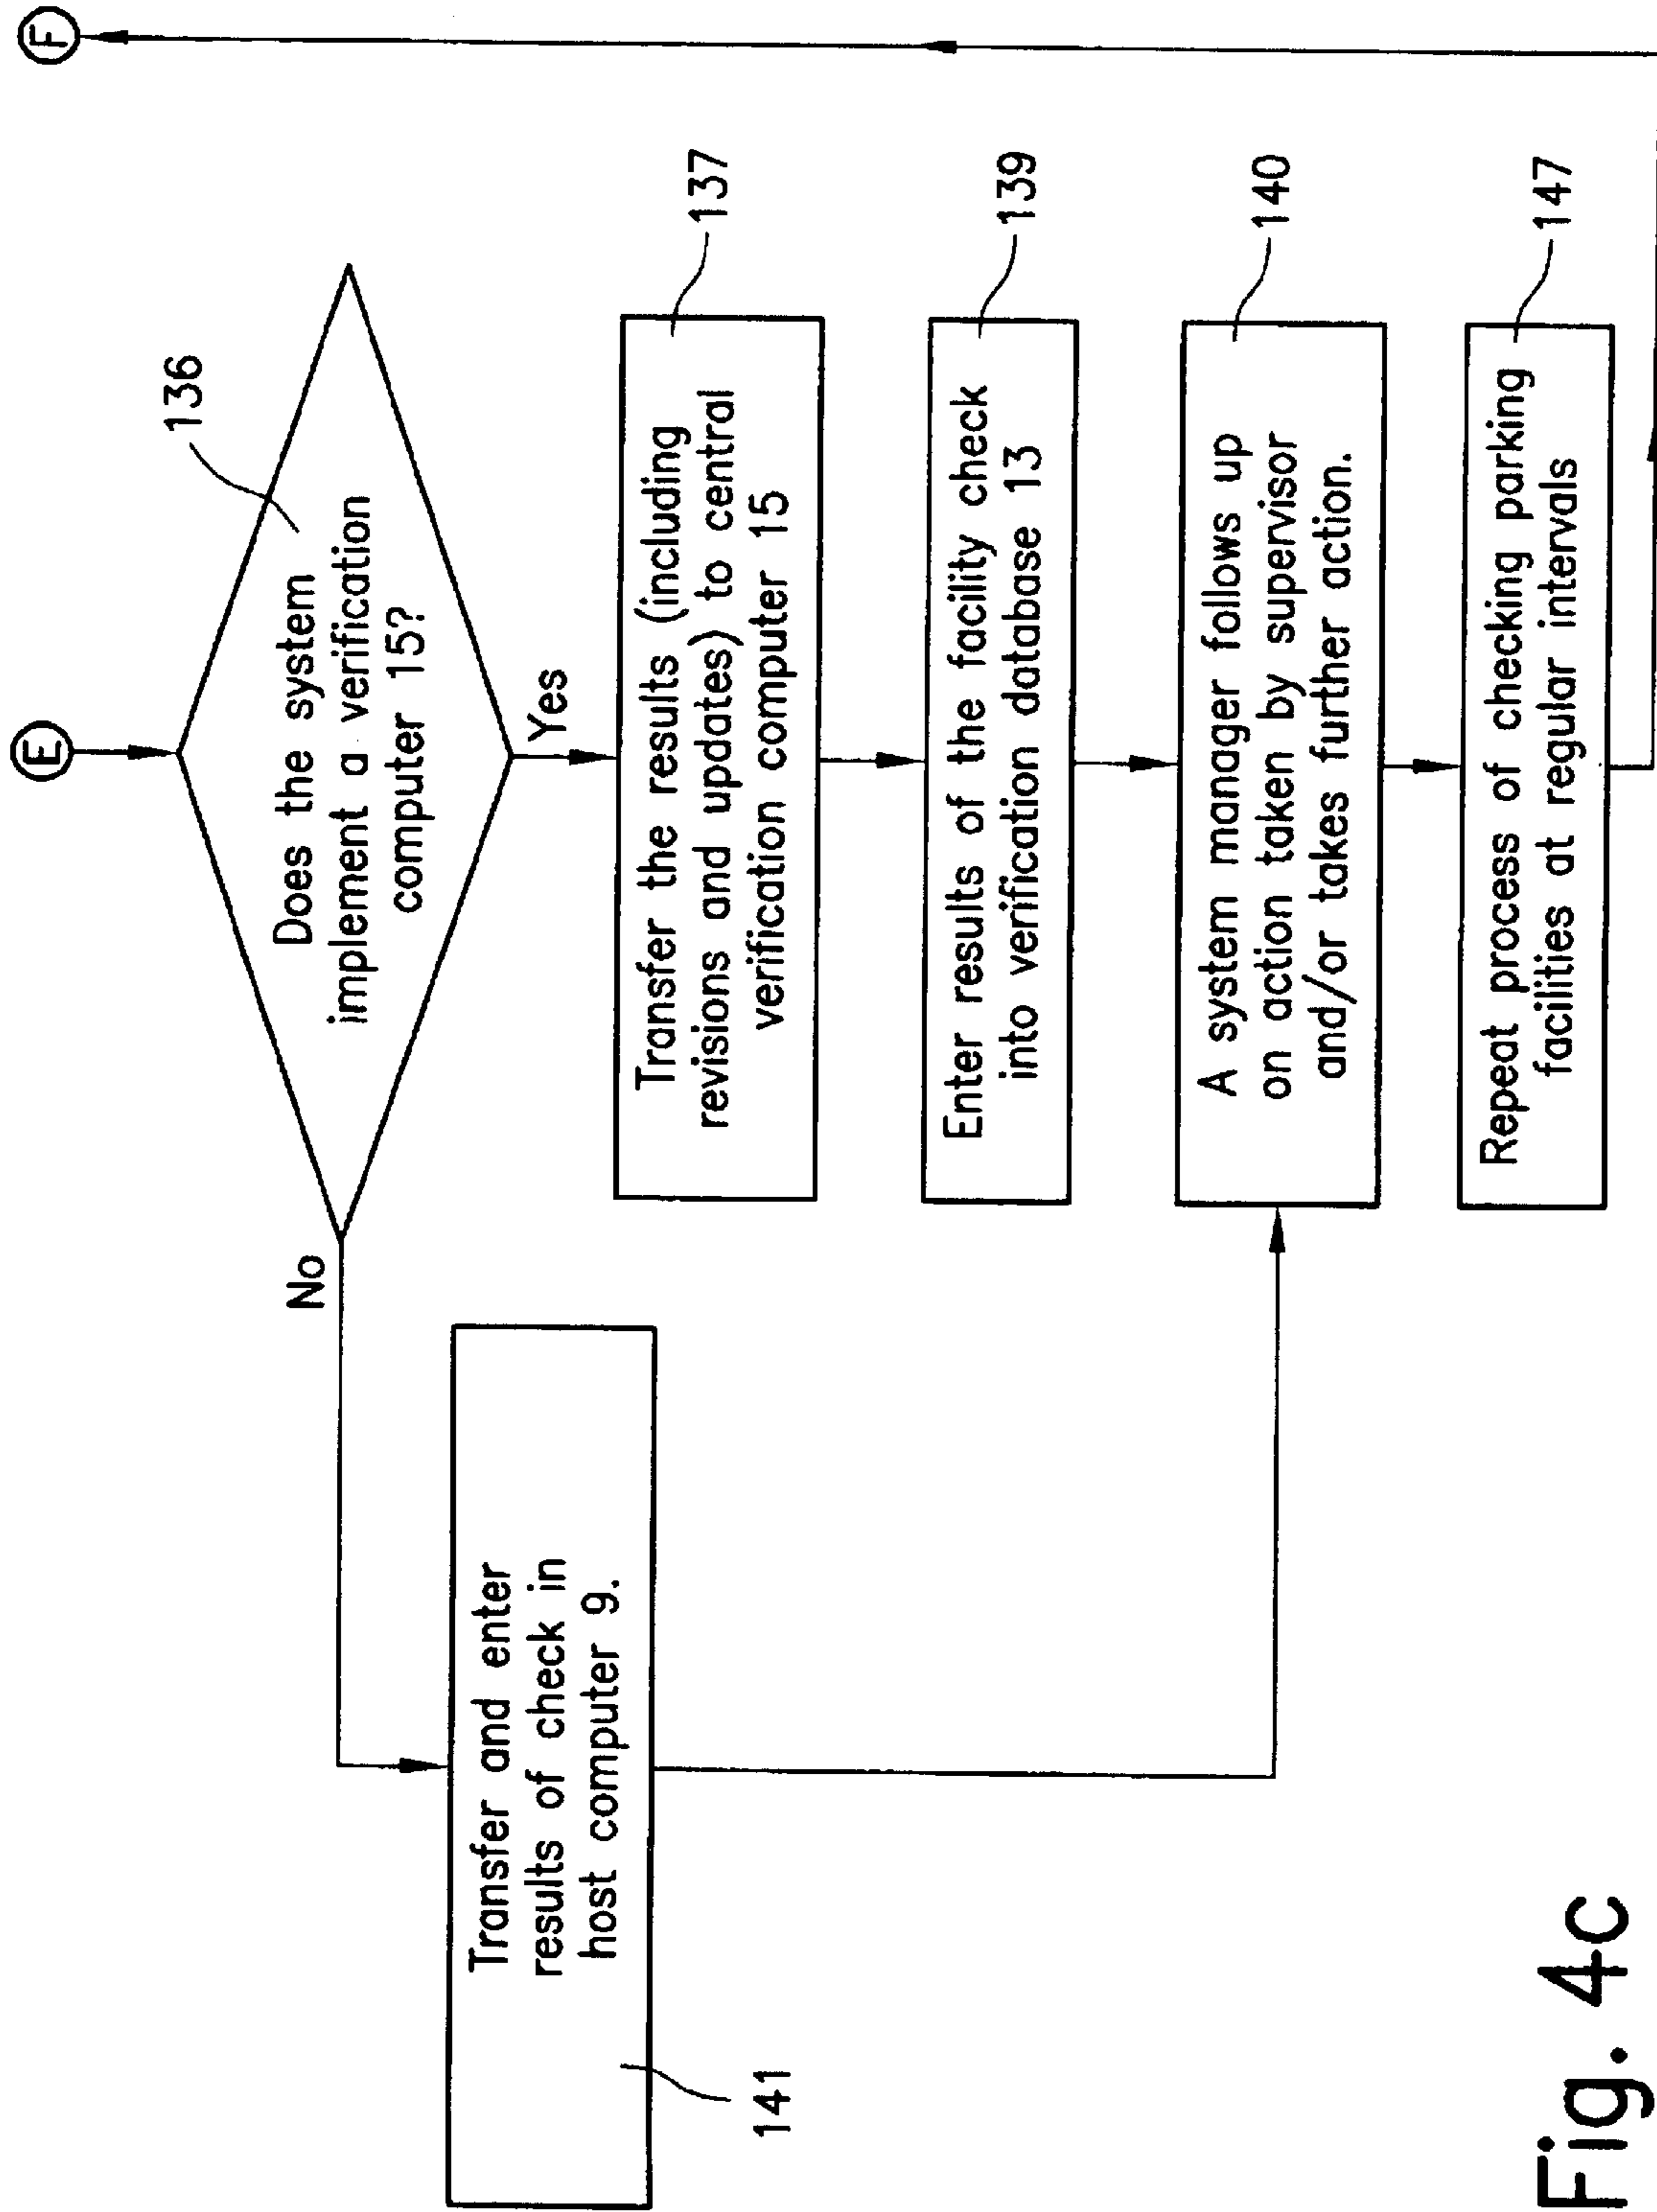 E
F
136
Does the system
implement a verification
computer 15?
No
Yes
137
Transfer the results (including
revisions and updates) to central
verification computer 15
139
Enter results of the facility check
into verification database 13
Transfer and enter
results of check in
host computer 9.
141
140
A system manager follows up
on action taken by supervisor
and/or takes further action.
147
Repeat process of checking parking
facilities at regular intervals
Fig. 4c